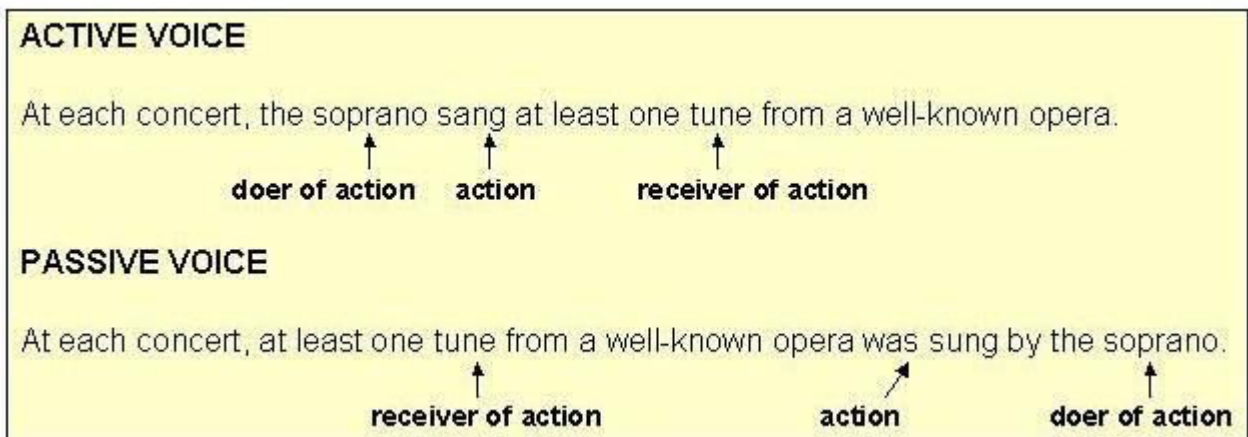 ACTIVE VOICE
At each concert, the soprano sang at least one tune from a well-known opera.
doer of action action receiver of action
PASSIVE VOICE
At each concert, at least one tune from a well-known opera was sung by the soprano.
receiver of action action doer of action